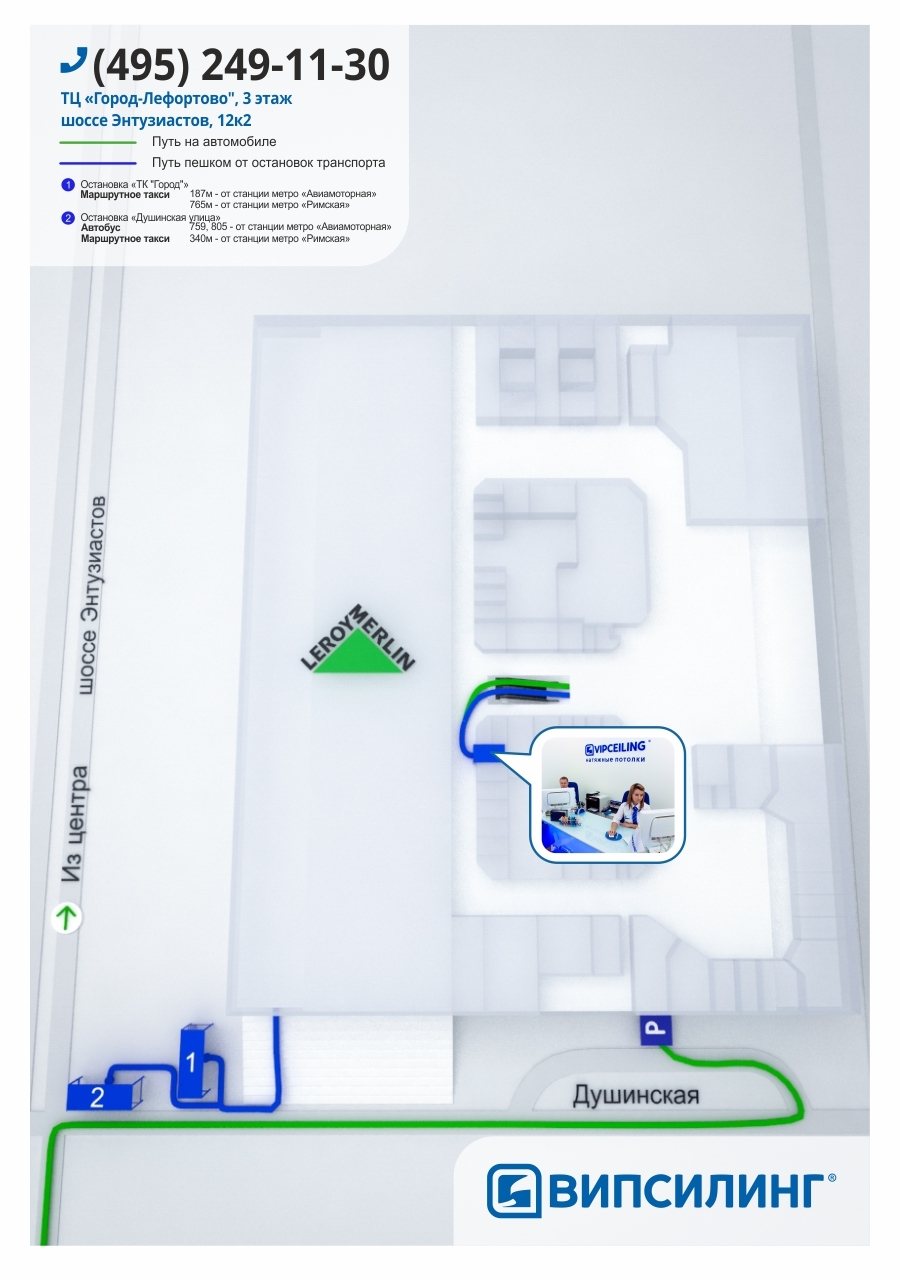 (495) 249-11-30
ТЦ «Город-Лефортово", 3 этаж
шоссе Энтузиастов, 12к2
Путь на автомобиле
Путь пешком от остановок транспорта
1 Остановка «ТК "Город"»
Маршрутное такси 187м - от станции метро «Авиамоторная»
765м - от станции метро «Римская»
2 Остановка «Душинская улица»
Автобус 759, 805 - от станции метро «Авиамоторная»
Маршрутное такси 340м - от станции метро «Римская»
шоссе Энтузиастов
LEROY MERLIN
VIPCEILING
натяжные потолки
Из центра
1
2
P
Душинская
ВИПСИЛИНГ®